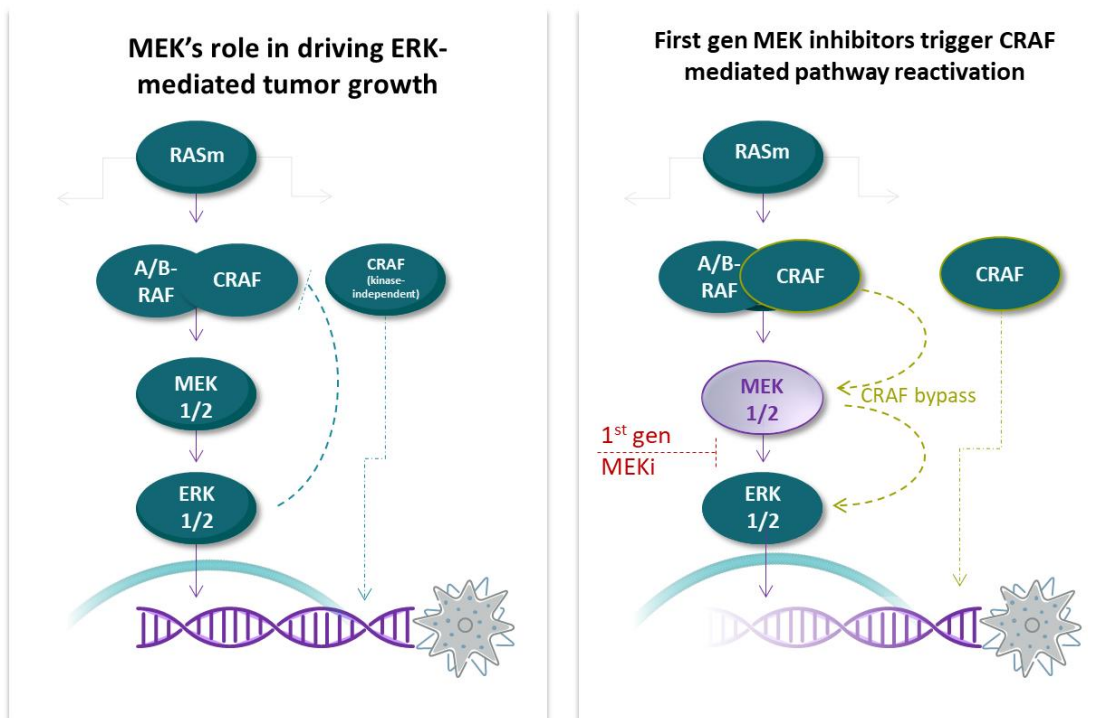 MEK’s role in driving ERK-
mediated tumor growth
RASm
A/B-
RAF
CRAF
CRAF
(kinase-
independent)
MEK
1/2
ERK
1/2
First gen MEK inhibitors trigger CRAF
mediated pathway reactivation
RASm
A/B-
RAF
CRAF
CRAF
MEK
1/2
CRAF bypass
1st gen
MEKi
ERK
1/2